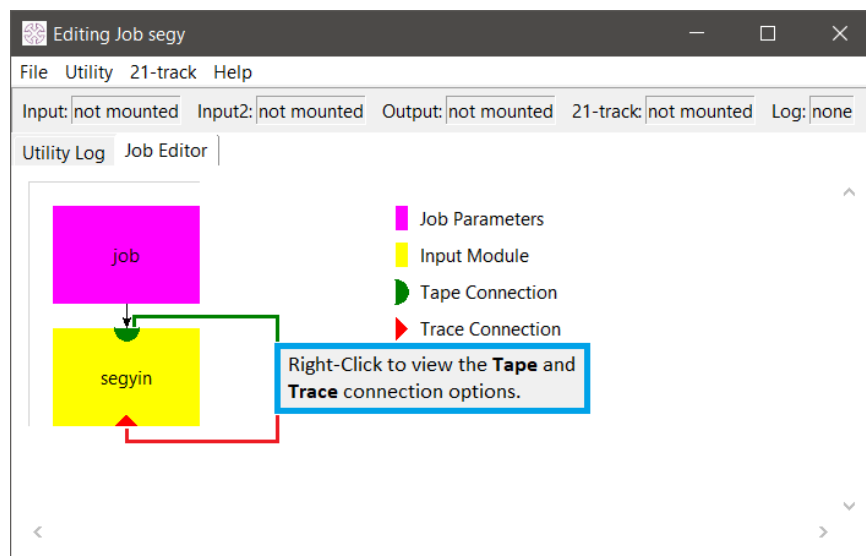 Editing Job segy
File Utility 21-track Help
Input: not mounted Input2: not mounted Output: not mounted 21-track: not mounted Log: none
Utility Log Job Editor
job
Job Parameters
Input Module
Tape Connection
Trace Connection
segyin
Right-Click to view the Tape and
Trace connection options.